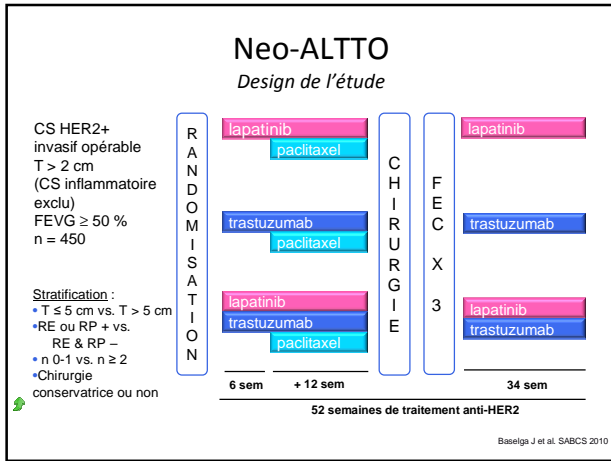 Neo-ALTTO
Design de l'étude
CS HER2+
invasif opérable
T > 2 cm
(CS inflammatoire
exclu)
FEVG ≥ 50 %
n = 450
Stratification :
• T ≤ 5 cm vs. T > 5 cm
•RE ou RP + vs.
RE & RP –
• n 0-1 vs. n ≥ 2
•Chirurgie
conservatrice ou non
RANDOMISATION
lapatinib
paclitaxel
trastuzumab
paclitaxel
lapatinib
trastuzumab
paclitaxel
6 sem
+ 12 sem
CHIRURGIE
FEC X 3
lapatinib
trastuzumab
lapatinib
trastuzumab
34 sem
52 semaines de traitement anti-HER2
Baselga J et al. SABCS 2010